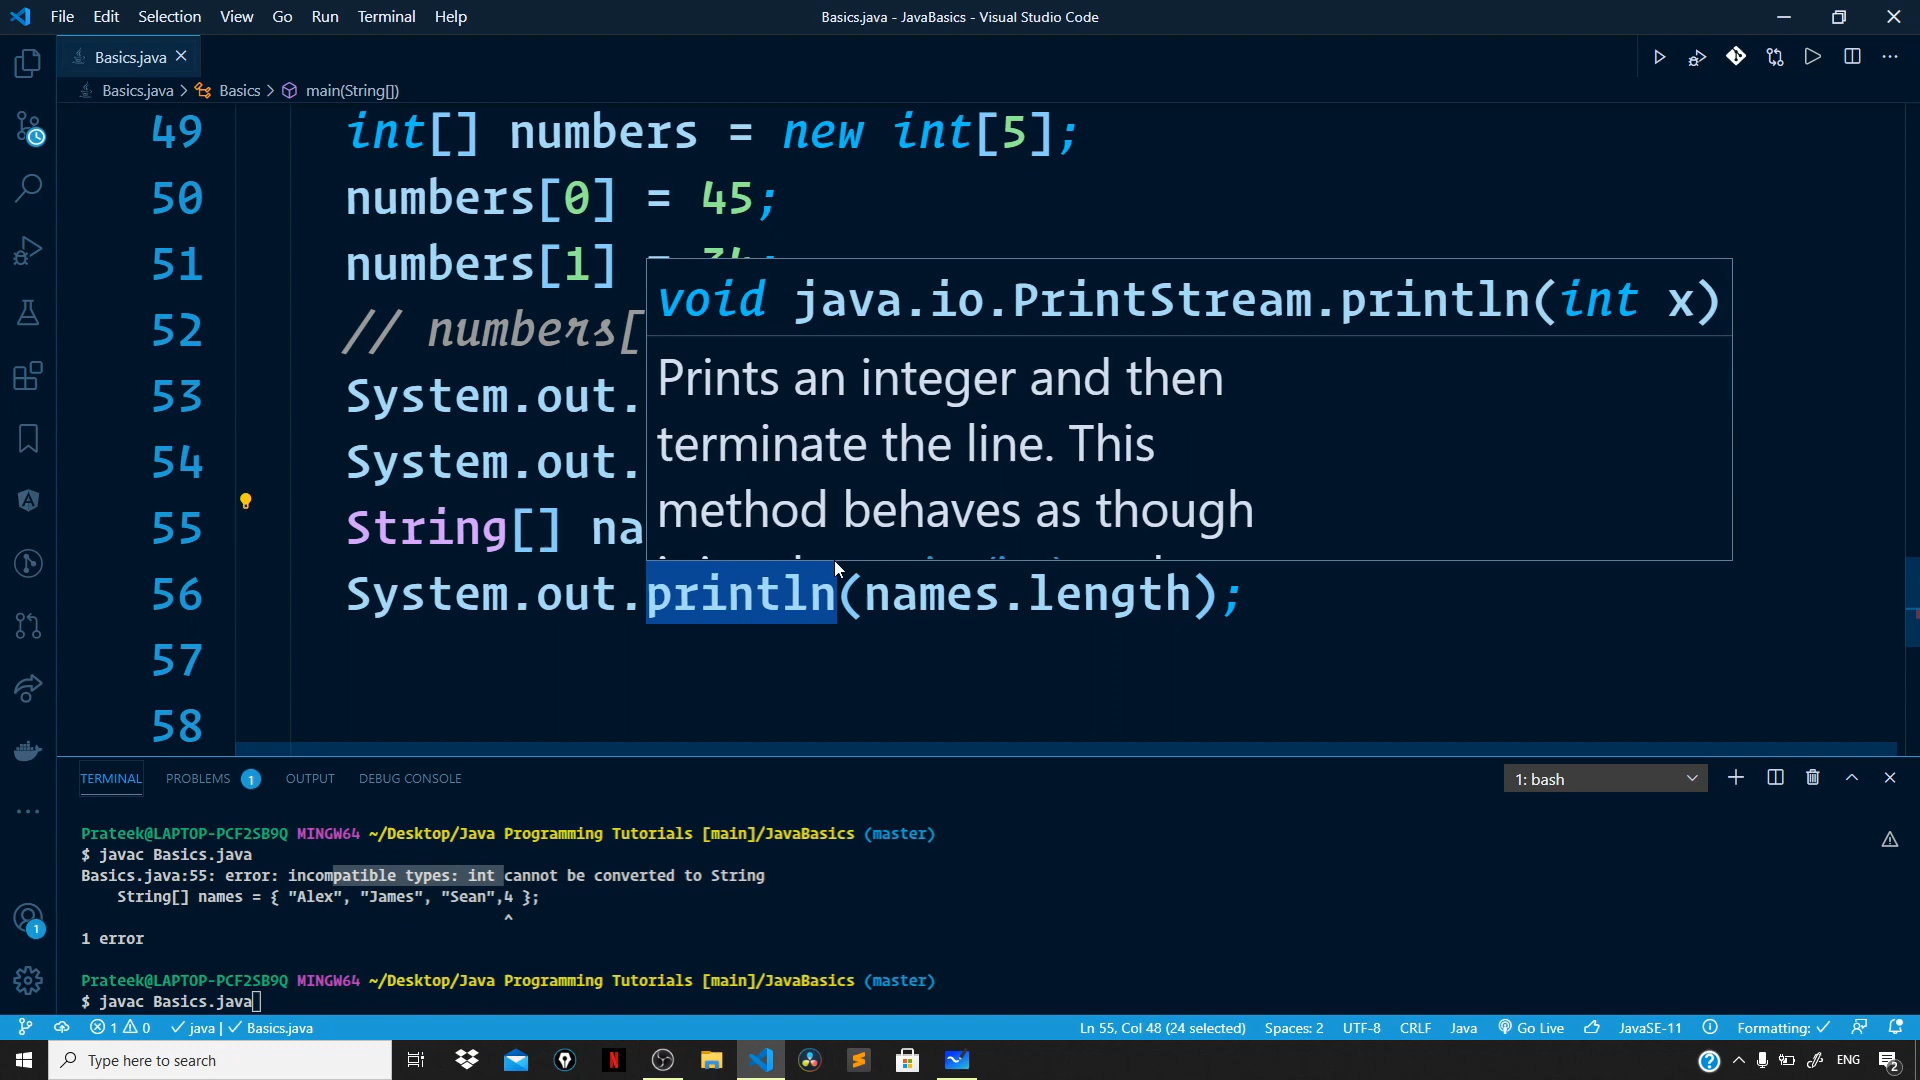 File Edit Selection View Go Run Terminal Help
Basics.java - JavaBasics - Visual Studio Code
Basics.java
Basics.java > Basics > main(String[])
49 int[] numbers = new int[5];
50 numbers[0] = 45;
51 numbers[1]
52 // numbers[
53 System.out.
54 System.out.
55 String[] na
56 System.out.println(names.length);
57
58
void java.io.PrintStream.println(int x)
Prints an integer and then
terminate the line. This
method behaves as though
TERMINAL PROBLEMS 1 OUTPUT DEBUG CONSOLE
1: bash
Prateek@LAPTOP-PCF2SB9Q MINGW64 ~/Desktop/Java Programming Tutorials [main]/JavaBasics (master)
$ javac Basics.java
Basics.java:55: error: incompatible types: int cannot be converted to String
String[] names = { "Alex", "James", "Sean",4 };
^
1 error
Prateek@LAPTOP-PCF2SB9Q MINGW64 ~/Desktop/Java Programming Tutorials [main]/JavaBasics (master)
$ javac Basics.java
1
1 0 java | Basics.java
Ln 55, Col 48 (24 selected) Spaces: 2 UTF-8 CRLF Java Go Live JavaSE-11 Formatting:
Type here to search
ENG
2